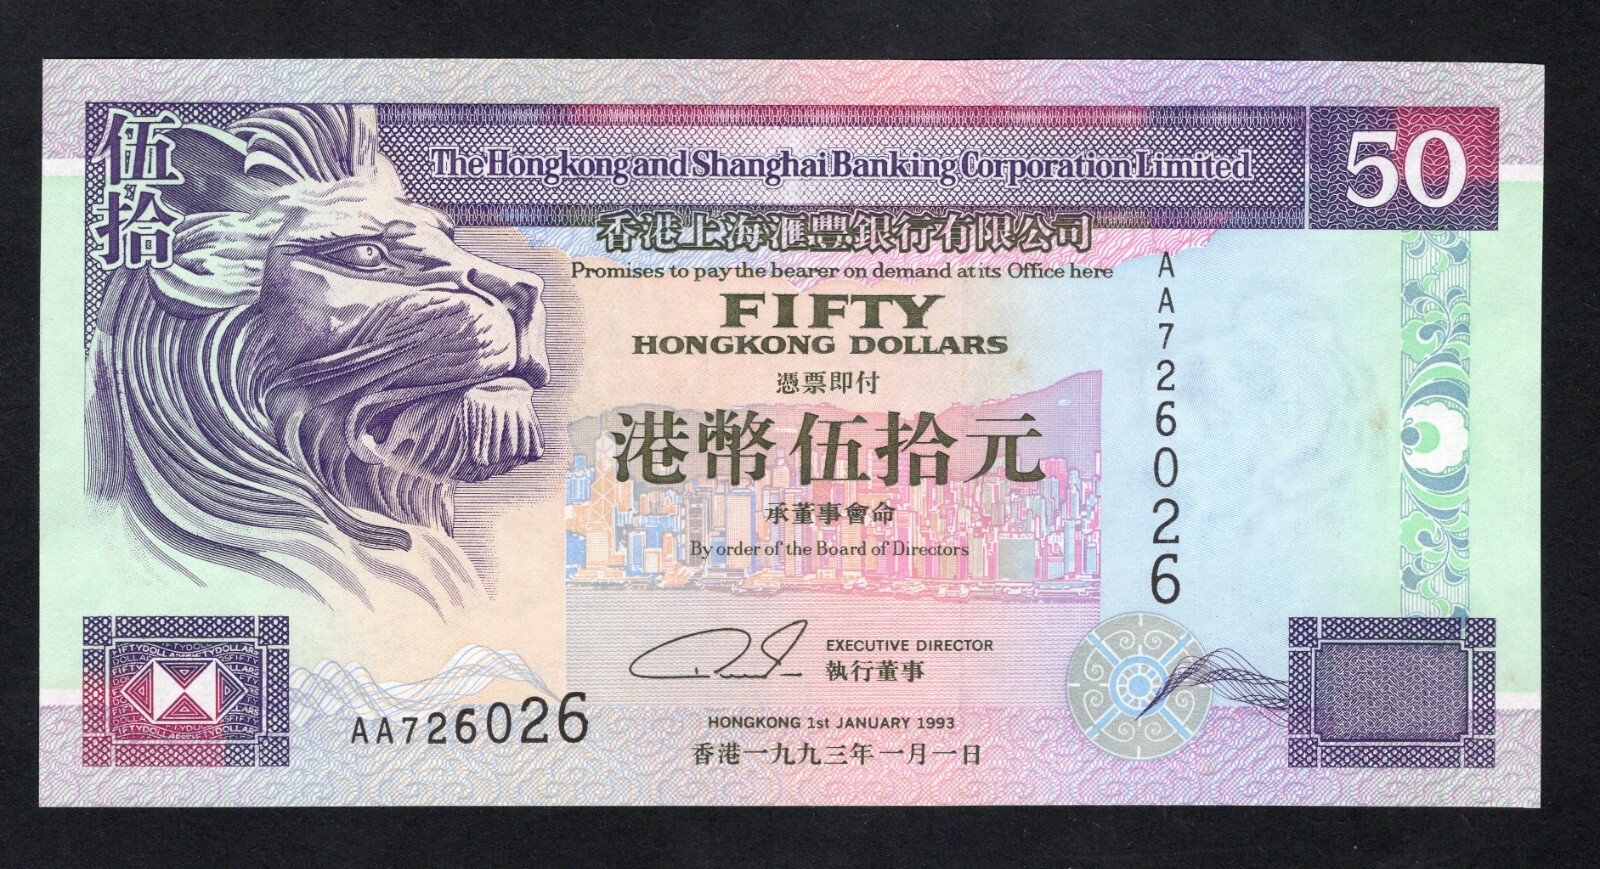 伍拾
The Hongkong and Shanghai Banking Corporation Limited
50
香港上海滙豐銀行有限公司
Promises to pay the bearer on demand at its Office here
FIFTY
HONGKONG DOLLARS
憑票即付
港幣伍拾元
承董事會命
By order of the Board of Directors
AA726026
EXECUTIVE DIRECTOR
執行董事
AA726026
HONGKONG 1st JANUARY 1993
香港一九九三年一月一日